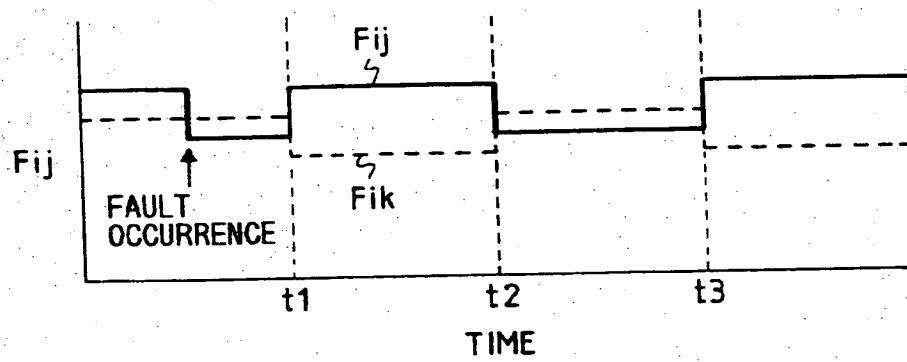 Fij
Fij
Fik
FAULT
OCCURRENCE
t1
t2
t3
TIME